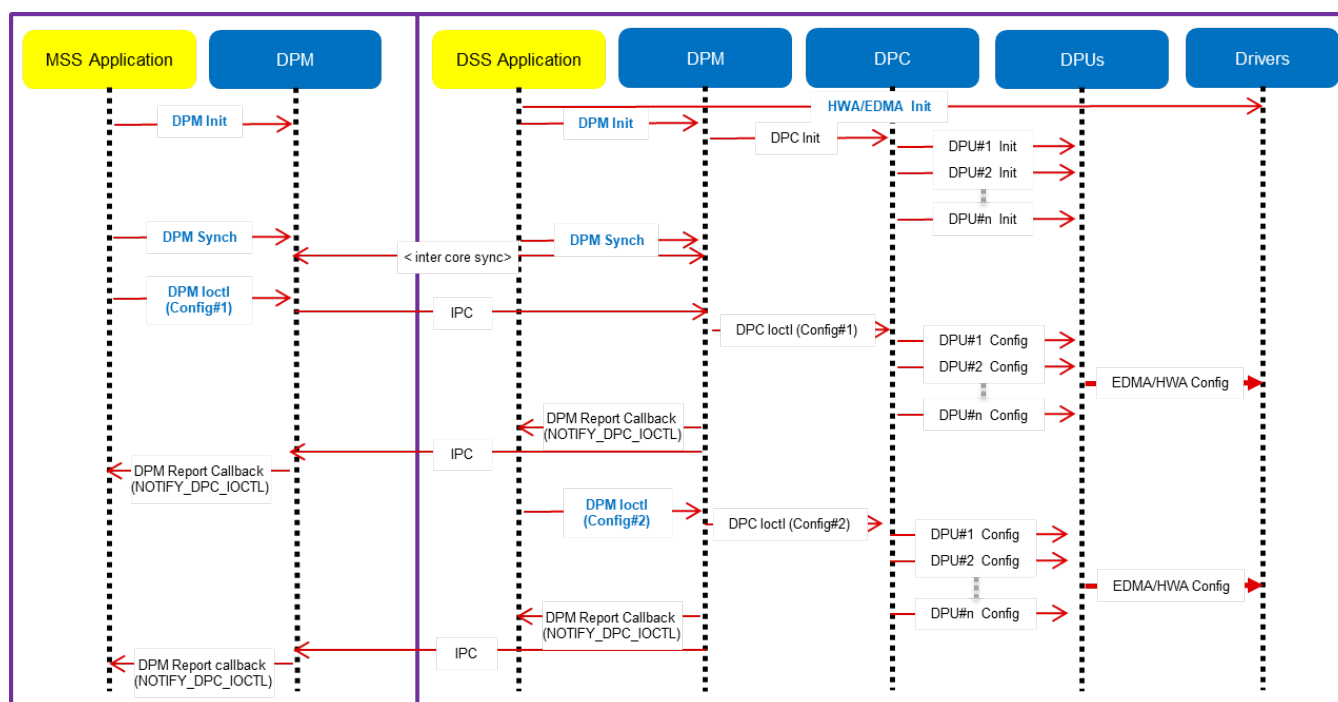 MSS Application
DPM
DSS Application
DPM
DPC
DPUs
Drivers
HWA/EDMA Init
DPM Init
DPM Init
DPC Init
DPU#1 Init
DPU#2 Init
DPU#n Init
DPM Synch
DPM Synch
< inter core sync>
DPM Ioctl
(Config#1)
IPC
DPC Ioctl (Config#1)
DPU#1 Config
DPU#2 Config
EDMA/HWA Config
DPU#n Config
DPM Report Callback
(NOTIFY_DPC_IOCTL)
IPC
DPM Report Callback
(NOTIFY_DPC_IOCTL)
DPM Ioctl
(Config#2)
DPC Ioctl (Config#2)
DPU#1 Config
DPU#2 Config
EDMA/HWA Config
DPU#n Config
DPM Report Callback
(NOTIFY_DPC_IOCTL)
IPC
DPM Report callback
(NOTIFY_DPC_IOCTL)